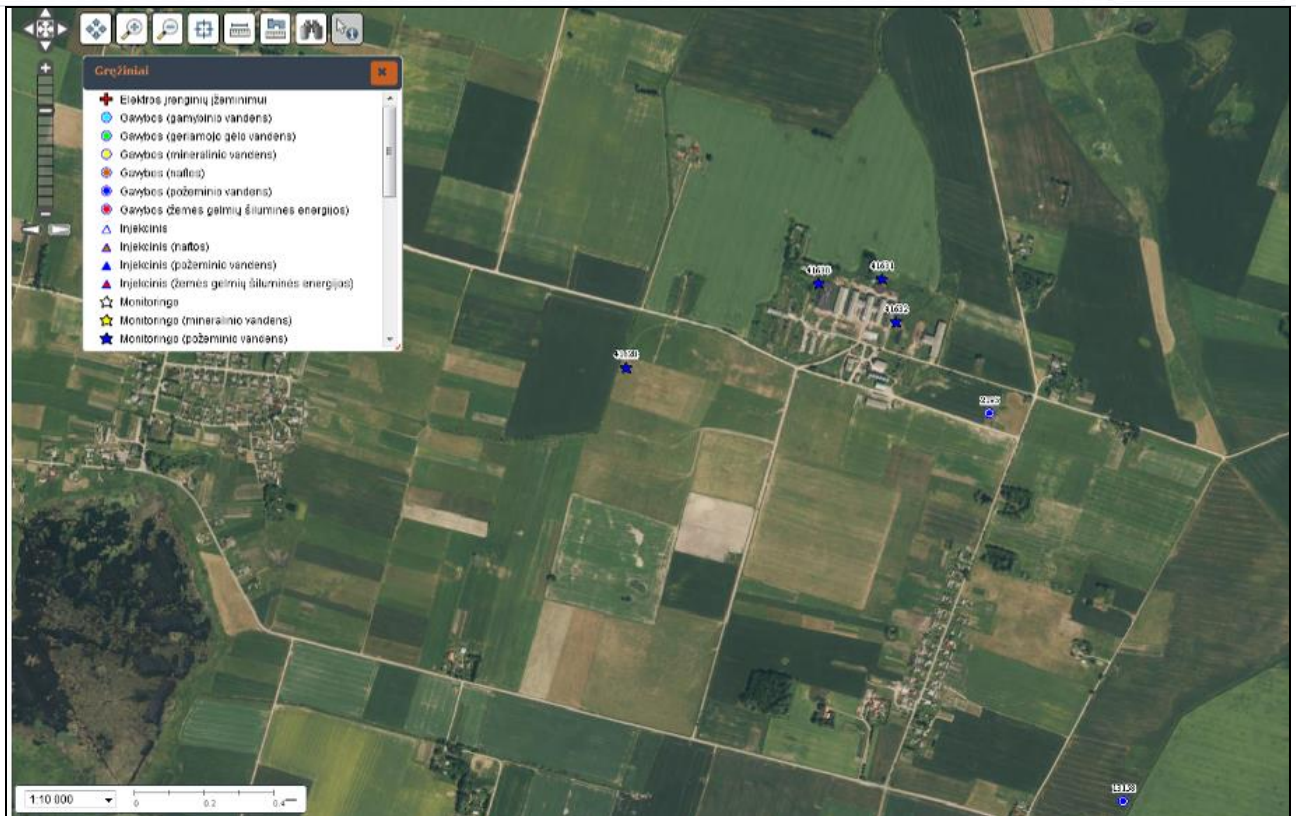 Gręžiniai
Elektros įrenginių įžeminimui
Gavybos (gamybinio vandens)
Gavybos (geriamojo gėlo vandens)
Gavybos (mineralinio vandens)
Gavybos (naftos)
Gavybos (požeminio vandens)
Gavybos (žemės gelmių šiluminės energijos)
Injekcinis
Injekcinis (naftos)
Injekcinis (požeminio vandens)
Injekcinis (žemės gelmių šiluminės energijos)
Monitoringo
Monitoringo (mineralinio vandens)
Monitoringo (požeminio vandens)
41630
41631
41632
13138
1:10 000
0 0.2 0.4